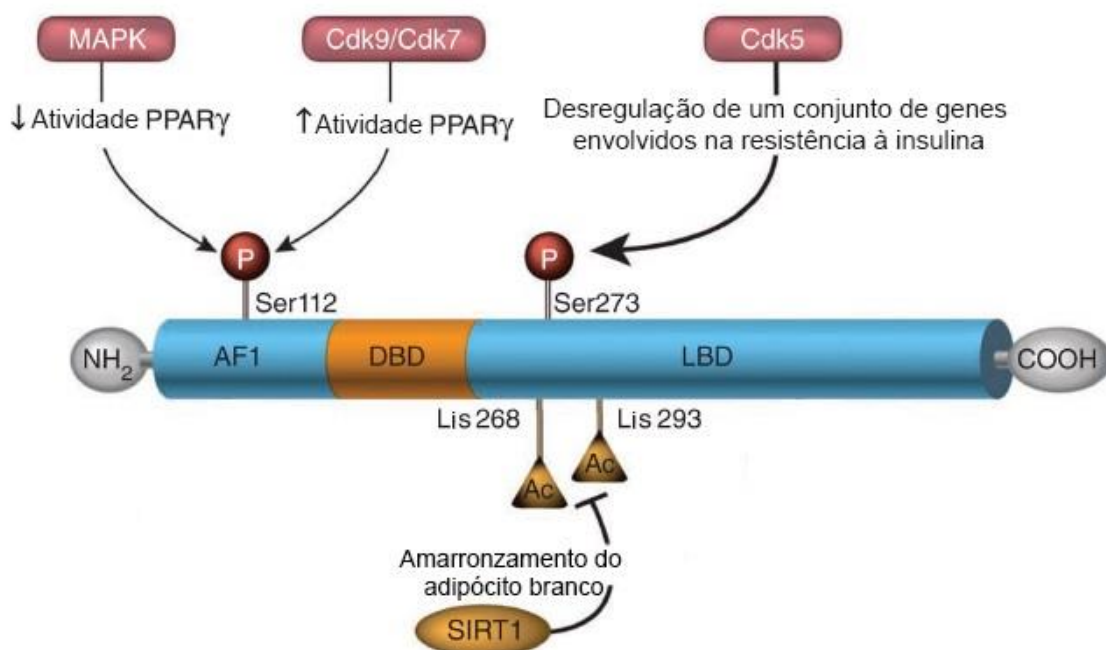 MAPK
Cdk9/Cdk7
Cdk5
↓Atividade PPARγ
↑Atividade PPARγ
Desregulação de um conjunto de genes
envolvidos na resistência à insulina
P
P
Ser112
Ser273
NH2
AF1
DBD
LBD
COOH
Lis 268
Lis 293
Ac
Ac
Amarronzamento do
adipócito branco
SIRT1